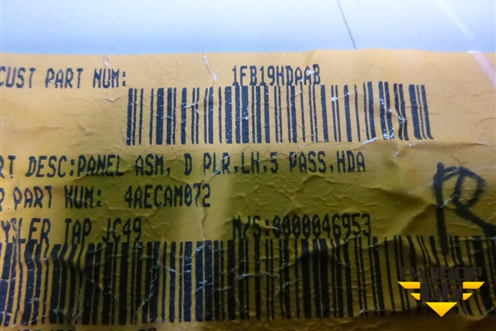 CUST PART NUM: 1FB19HDAAB
RT DESC:PANEL ASM, D PLR,LH,5 PASS,HDA
R PART NUM: 4AECAM072
YSLER TAP JC49 N/S:0000046953
R